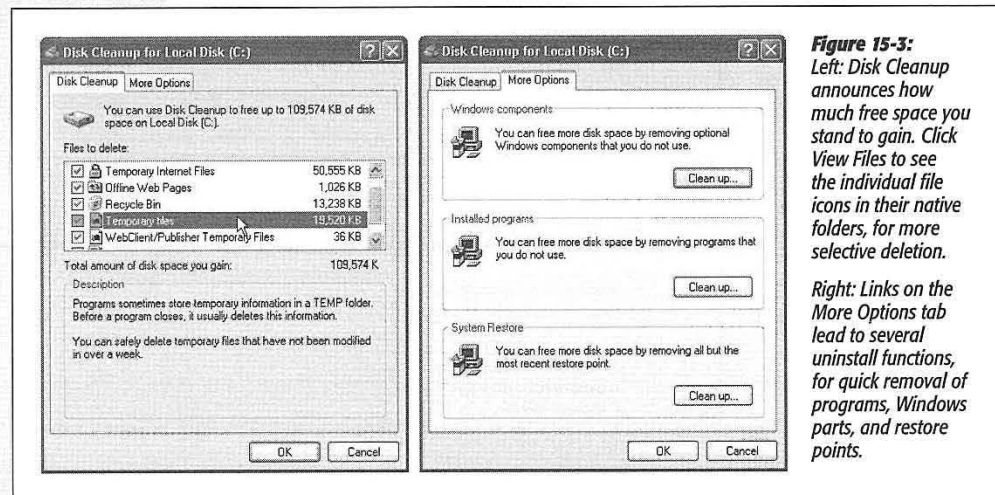 Disk Cleanup for Local Disk (C:)
Disk Cleanup
More Options
You can use Disk Cleanup to free up to 109,574 KB of disk
space on Local Disk (C:).
Files to delete:
Temporary Internet Files 50,555 KB
Offline Web Pages 1,026 KB
Recycle Bin 13,238 KB
Temporary files 19,520 KB
WebClient/Publisher Temporary Files 36 KB
Total amount of disk space you gain: 109,574 K
Description
Programs sometimes store temporary information in a TEMP folder.
Before a program closes, it usually deletes this information.
You can safely delete temporary files that have not been modified
in over a week.
OK
Cancel
Disk Cleanup for Local Disk (C:)
Disk Cleanup
More Options
Windows components
You can free more disk space by removing optional
Windows components that you do not use.
Clean up...
Installed programs
You can free more disk space by removing programs that
you do not use.
Clean up...
System Restore
You can free more disk space by removing all but the
most recent restore point.
Clean up...
OK
Cancel
Figure 15-3:
Left: Disk Cleanup
announces how
much free space you
stand to gain. Click
View Files to see
the individual file
icons in their native
folders, for more
selective deletion.
Right: Links on the
More Options tab
lead to several
uninstall functions,
for quick removal of
programs, Windows
parts, and restore
points.